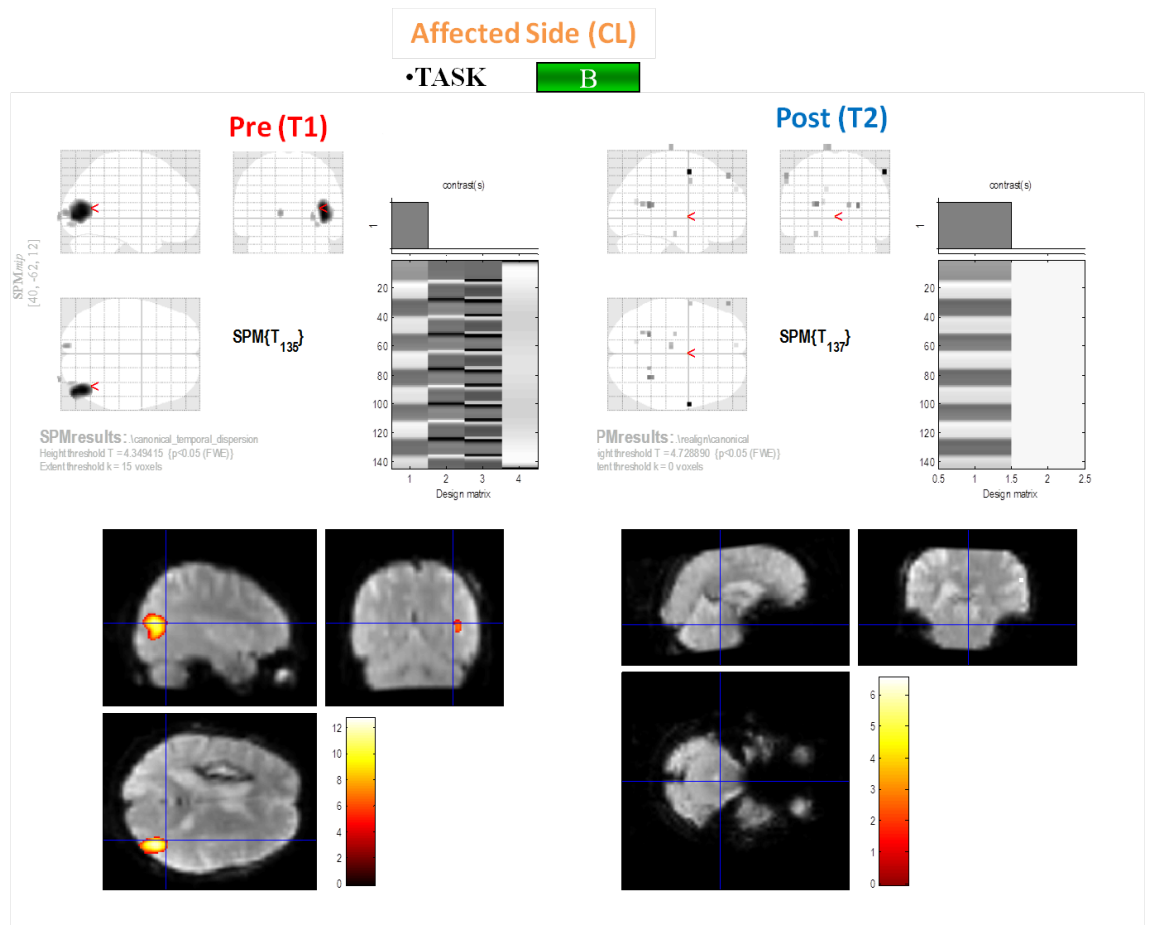 Affected Side (CL)
•TASK B
Pre (T1)
Post (T2)
SPMmip
[40, -62, 12]
<
<
<
SPM{T135}
contrast(s)
1
20
40
60
80
100
120
140
1 2 3 4
Design matrix
SPMresults: .\canonical_temporal_dispersion
Height threshold T = 4.349415 {p<0.05 (FWE)}
Extent threshold k = 15 voxels
<
<
<
SPM{T137}
contrast(s)
1
20
40
60
80
100
120
140
0.5 1 1.5 2 2.5
Design matrix
PMresults: .\realign\canonical
ight threshold T = 4.728890 {p<0.05 (FWE)}
tent threshold k = 0 voxels
12
10
8
6
4
2
0
6
5
4
3
2
1
0